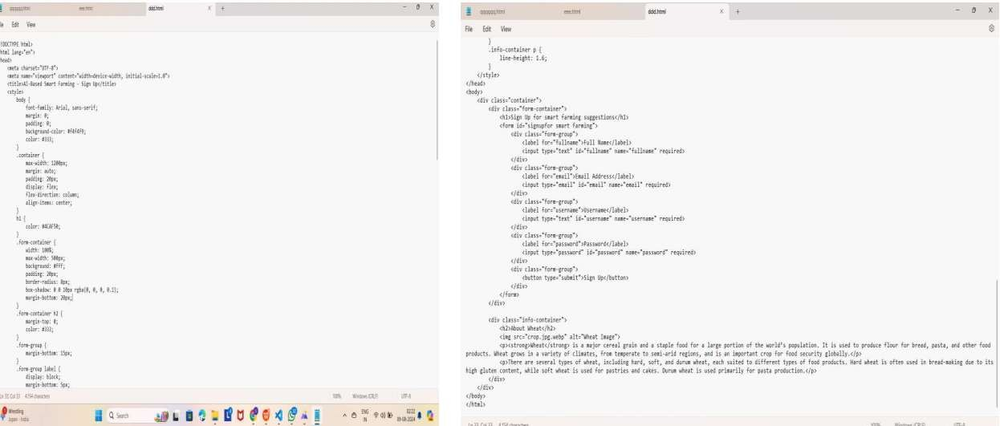 qqqqqq.html
eee.html
ddd.html
File Edit View
!DOCTYPE html>
html lang="en">
head>
<meta charset="UTF-8">
<meta name="viewport" content="width=device-width, initial-scale=1.0">
<title>AI-Based Smart Farming - Sign Up</title>
<style>
body {
font-family: Arial, sans-serif;
margin: 0;
padding: 0;
background-color: #f4f4f9;
color: #333;
}
.container {
max-width: 1200px;
margin: auto;
padding: 20px;
display: flex;
flex-direction: column;
align-items: center;
}
h1 {
color: #4CAF50;
}
.form-container {
width: 100%;
max-width: 500px;
background: #fff;
padding: 20px;
border-radius: 8px;
box-shadow: 0 0 10px rgba(0, 0, 0, 0.1);
margin-bottom: 20px;
}
.form-container h2 {
margin-top: 0;
color: #333;
}
.form-group {
margin-bottom: 15px;
}
.form-group label {
display: block;
margin-bottom: 5px;
Ln 33 Col 33 4,154 characters
100% Windows (CRLF) UTF-8
Wrestling
Japan - India
Search
ENG
IN
02:22
09-08-2024
qqqqqq.html
eee.html
ddd.html
File Edit View
}
.info-container p {
line-height: 1.6;
}
</style>
</head>
<body>
<div class="container">
<div class="form-container">
<h1>Sign Up for smart farming suggestions</h1>
<form id="signupfor smart farming">
<div class="form-group">
<label for="fullname">Full Name</label>
<input type="text" id="fullname" name="fullname" required>
</div>
<div class="form-group">
<label for="email">Email Address</label>
<input type="email" id="email" name="email" required>
</div>
<div class="form-group">
<label for="username">Username</label>
<input type="text" id="username" name="username" required>
</div>
<div class="form-group">
<label for="password">Password</label>
<input type="password" id="password" name="password" required>
</div>
<div class="form-group">
<button type="submit">Sign Up</button>
</div>
</form>
</div>
<div class="info-container">
<h2>About Wheat</h2>
<img src="crop.jpg.webp" alt="Wheat Image">
<p><strong>Wheat</strong> is a major cereal grain and a staple food for a large portion of the world's population. It is used to produce flour for bread, pasta, and other food
products. Wheat grows in a variety of climates, from temperate to semi-arid regions, and is an important crop for food security globally.</p>
<p>There are several types of wheat, including hard, soft, and durum wheat, each suited to different types of food products. Hard wheat is often used in bread-making due to its
high gluten content, while soft wheat is used for pastries and cakes. Durum wheat is used primarily for pasta production.</p>
</div>
</div>
</body>
</html>
Ln 33 Col 33 4,154 characters
100% Windows (CRLF) UTF-8